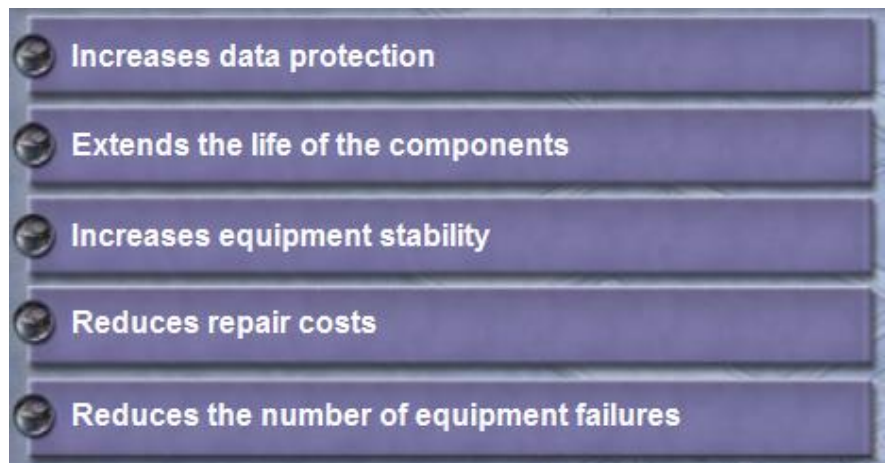 Increases data protection
Extends the life of the components
Increases equipment stability
Reduces repair costs
Reduces the number of equipment failures